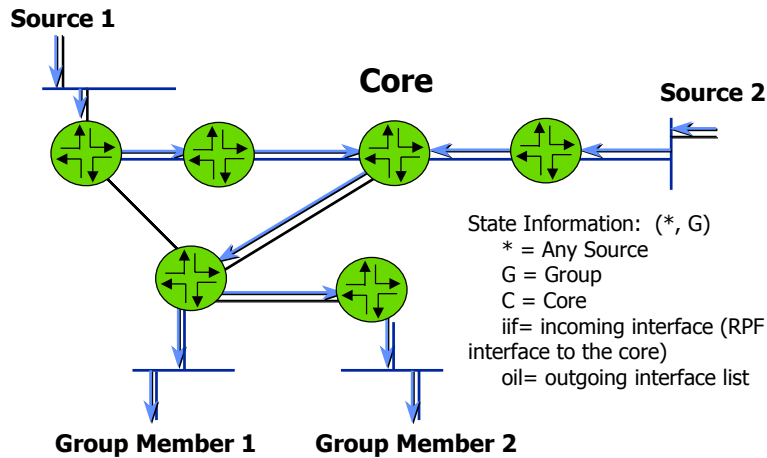 Source 1
Core
Source 2
State Information:  (*, G)
* = Any Source
G = Group
C = Core
iif= incoming interface (RPF
interface to the core)
oil= outgoing interface list
Group Member 1
Group Member 2